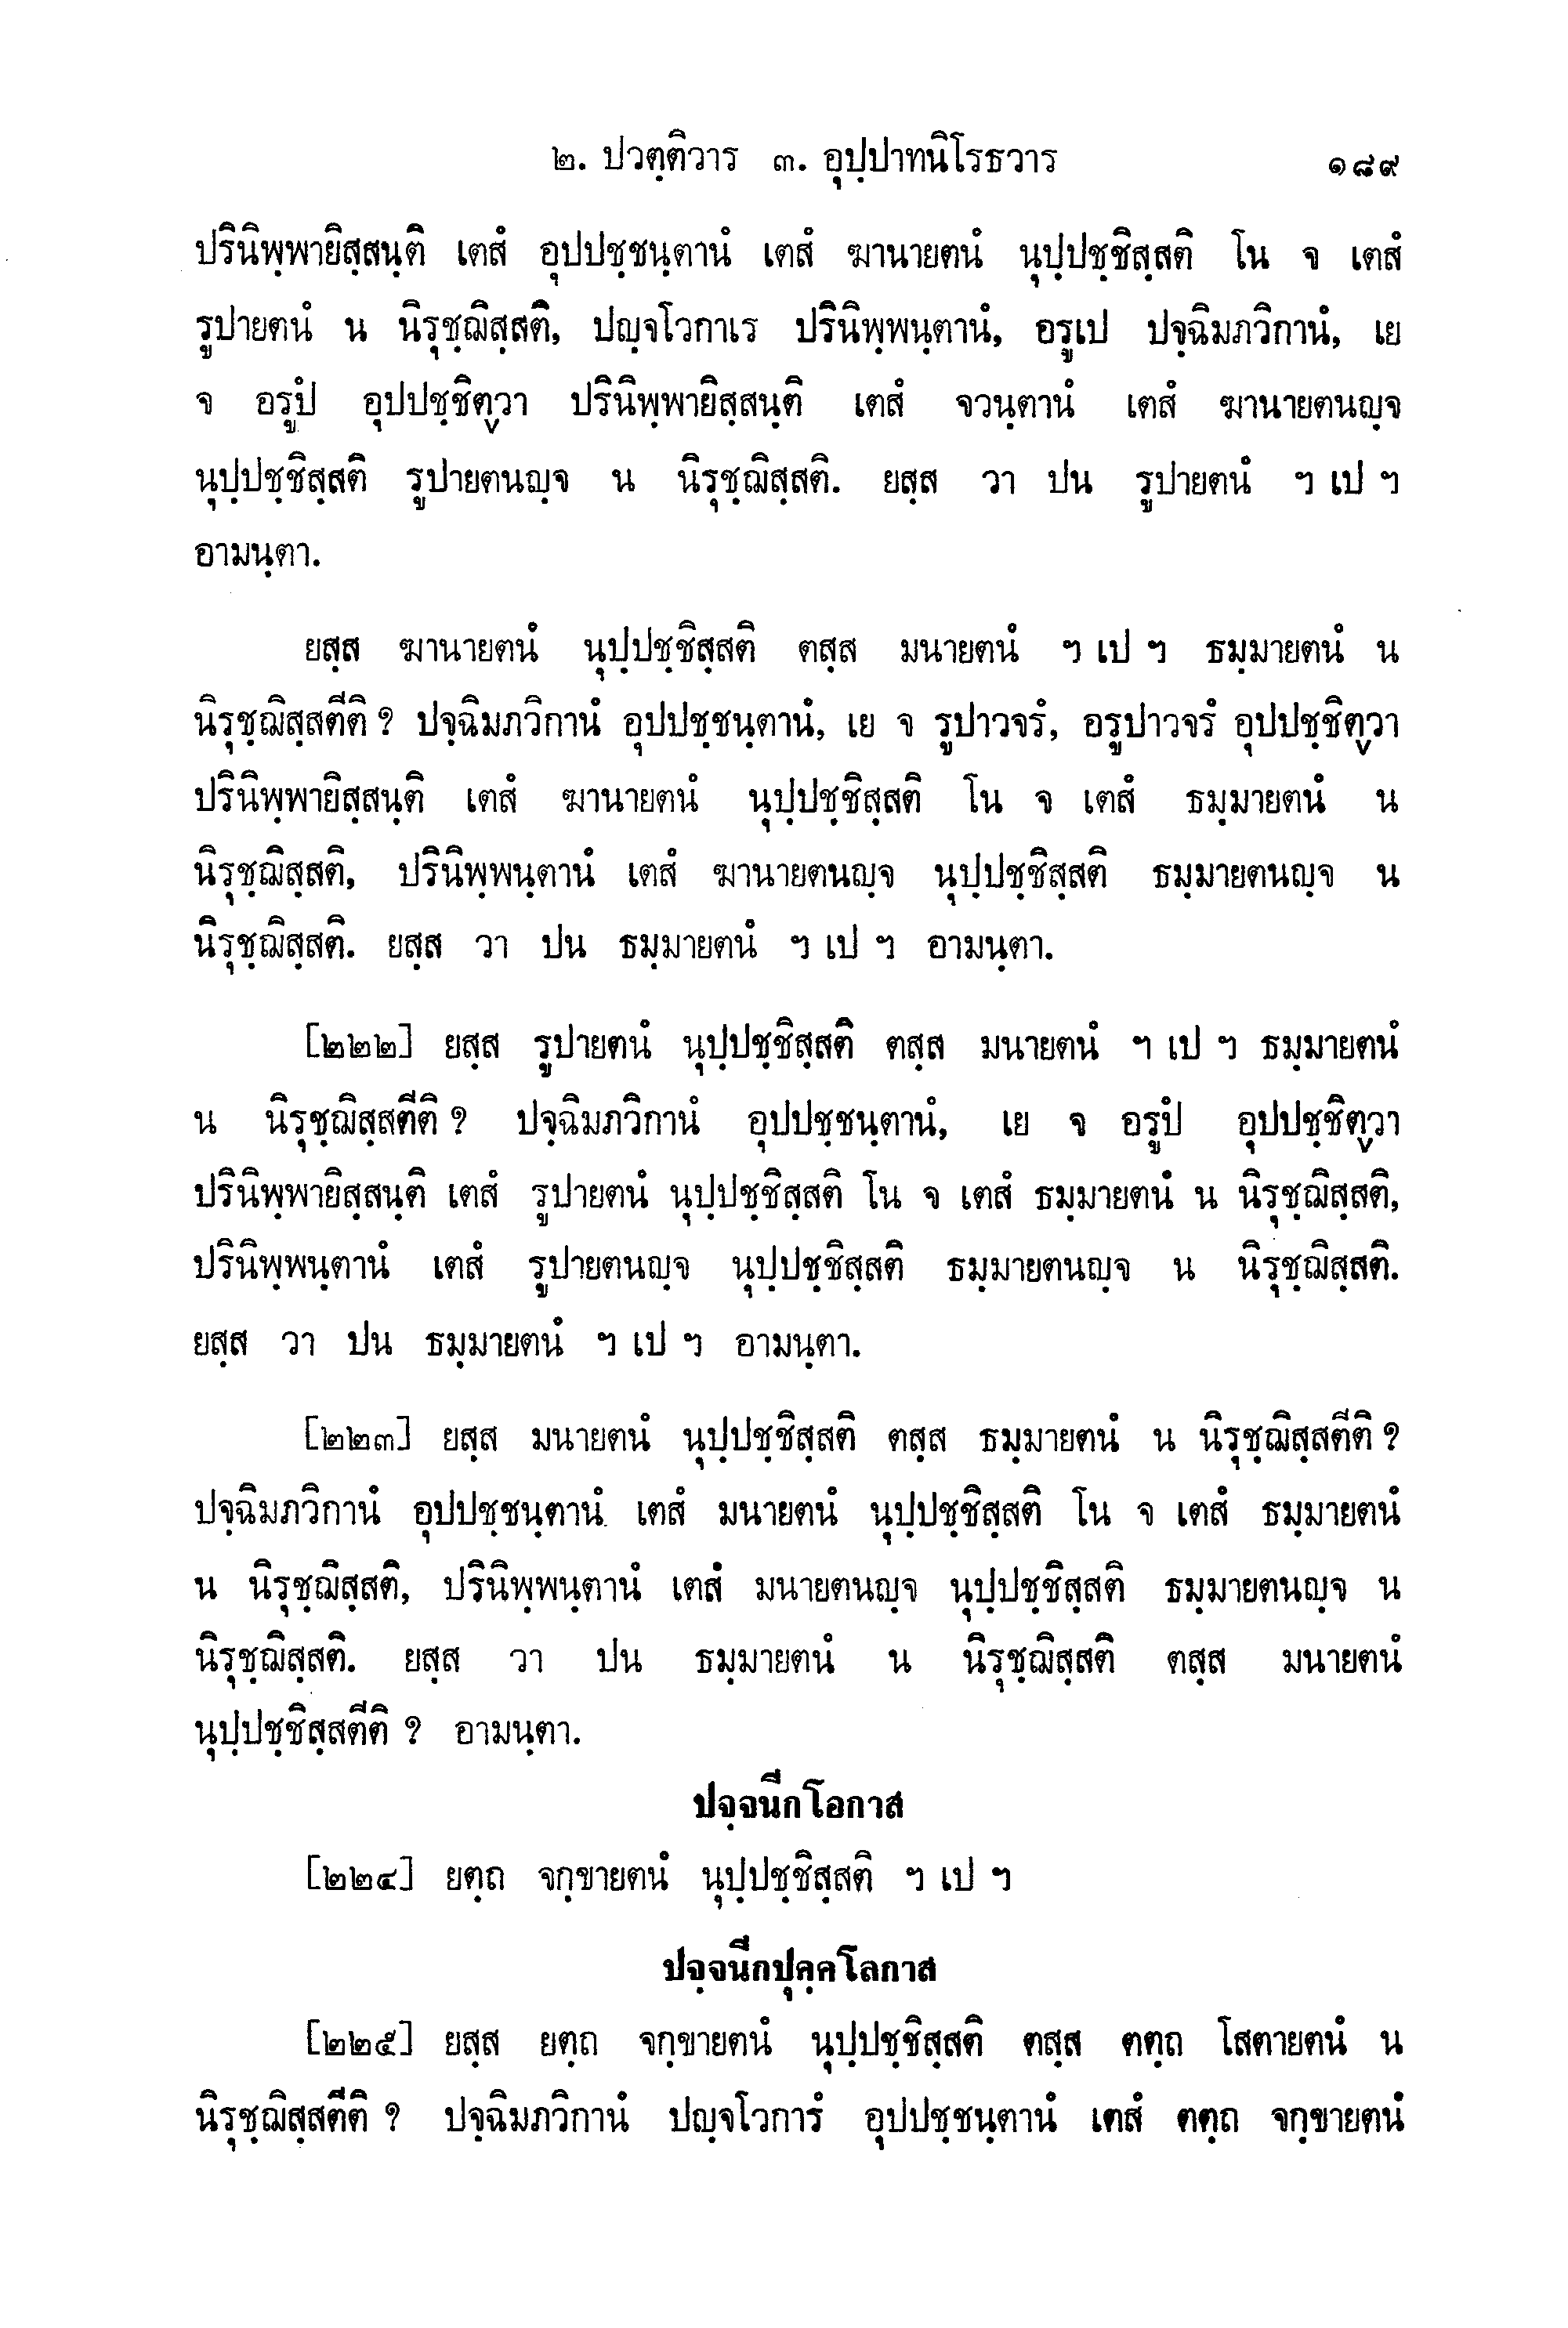 ๒. ปวตฺติวาร ๓. อุปฺปาทนิโรธวาร ๑๘๙
ปรินิพฺพายิสฺสนฺติ เตสํ อุปปชฺชนฺตานํ เตสํ ฆานายตนํ นุปฺปชฺชิสฺสติ โน จ เตสํ
รูปายตนํ น นิรุชฺฌิสฺสติ, ปญฺจโวกาเร ปรินิพฺพนฺตานํ, อรูเป ปจฺฉิมภวิกานํ, เย
จ อรูปํ อุปปชฺชิตฺวา ปรินิพฺพายิสฺสนฺติ เตสํ จวนฺตานํ เตสํ ฆานายตนญฺจ
นุปฺปชฺชิสฺสติ รูปายตนญฺจ น นิรุชฺฌิสฺสติ. ยสฺส วา ปน รูปายตนํ ฯ เป ฯ
อามนฺตา.
ยสฺส ฆานายตนํ นุปฺปชฺชิสฺสติ ตสฺส มนายตนํ ฯ เป ฯ ธมฺมายตนํ น
นิรุชฺฌิสฺสตีติ ? ปจฺฉิมภวิกานํ อุปปชฺชนฺตานํ, เย จ รูปาวจรํ, อรูปาวจรํ อุปปชฺชิตฺวา
ปรินิพฺพายิสฺสนฺติ เตสํ ฆานายตนํ นุปฺปชฺชิสฺสติ โน จ เตสํ ธมฺมายตนํ น
นิรุชฺฌิสฺสติ, ปรินิพฺพนฺตานํ เตสํ ฆานายตนญฺจ นุปฺปชฺชิสฺสติ ธมฺมายตนญฺจ น
นิรุชฺฌิสฺสติ. ยสฺส วา ปน ธมฺมายตนํ ฯ เป ฯ อามนฺตา.
[๒๒๒] ยสฺส รูปายตนํ นุปฺปชฺชิสฺสติ ตสฺส มนายตนํ ฯ เป ฯ ธมฺมายตนํ
น นิรุชฺฌิสฺสตีติ ? ปจฺฉิมภวิกานํ อุปปชฺชนฺตานํ, เย จ อรูปํ อุปปชฺชิตฺวา
ปรินิพฺพายิสฺสนฺติ เตสํ รูปายตนํ นุปฺปชฺชิสฺสติ โน จ เตสํ ธมฺมายตนํ น นิรุชฺฌิสฺสติ,
ปรินิพฺพนฺตานํ เตสํ รูปายตนญฺจ นุปฺปชฺชิสฺสติ ธมฺมายตนญฺจ น นิรุชฺฌิสฺสติ.
ยสฺส วา ปน ธมฺมายตนํ ฯ เป ฯ อามนฺตา.
[๒๒๓] ยสฺส มนายตนํ นุปฺปชฺชิสฺสติ ตสฺส ธมฺมายตนํ น นิรุชฺฌิสฺสตีติ ?
ปจฺฉิมภวิกานํ อุปปชฺชนฺตานํ เตสํ มนายตนํ นุปฺปชฺชิสฺสติ โน จ เตสํ ธมฺมายตนํ
น นิรุชฺฌิสฺสติ, ปรินิพฺพนฺตานํ เตสํ มนายตนญฺจ นุปฺปชฺชิสฺสติ ธมฺมายตนญฺจ น
นิรุชฺฌิสฺสติ. ยสฺส วา ปน ธมฺมายตนํ น นิรุชฺฌิสฺสติ ตสฺส มนายตนํ
นุปฺปชฺชิสฺสตีติ ? อามนฺตา.
ปจฺจนีกโอกาส
[๒๒๔] ยตฺถ จกฺขายตนํ นุปฺปชฺชิสฺสติ ฯ เป ฯ
ปจฺจนีกปุคฺคโลกาส
[๒๒๕] ยสฺส ยตฺถ จกฺขายตนํ นุปฺปชฺชิสฺสติ ตสฺส ตตฺถ โสตายตนํ น
นิรุชฺฌิสฺสตีติ ? ปจฺฉิมภวิกานํ ปญฺจโวการํ อุปปชฺชนฺตานํ เตสํ ตตฺถ จกฺขายตนํ